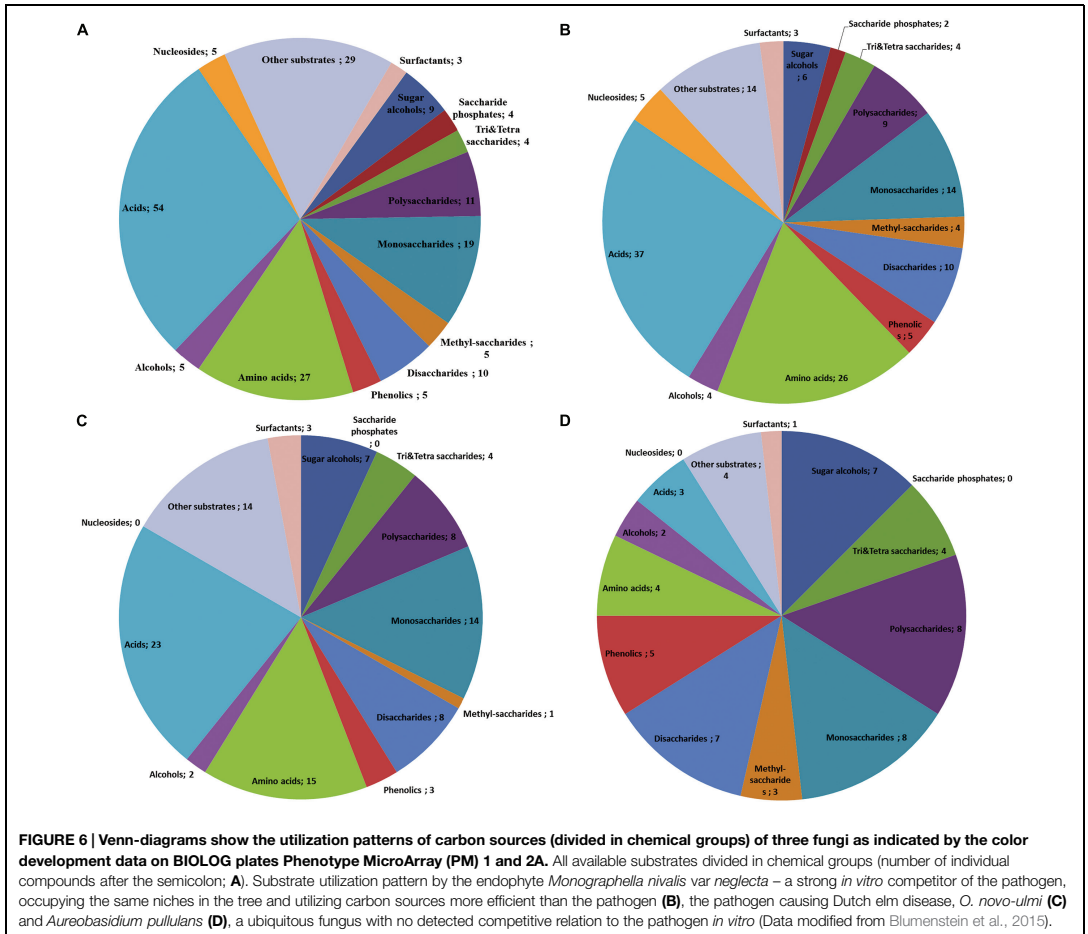 A
Nucleosides; 5
Other substrates ; 29
Surfactants; 3
Sugar
alcohols; 9
Saccharide
phosphates; 4
Tri&Tetra
saccharides; 4
Polysaccharides; 11
Monosaccharides ; 19
Methyl-saccharides ;
5
Disaccharides ; 10
Phenolics ; 5
Amino acids; 27
Alcohols; 5
Acids; 54
B
Surfactants; 3
Saccharide phosphates; 2
Tri&Tetra saccharides; 4
Sugar
alcohols
; 6
Polysaccharides;
9
Monosaccharides ; 14
Methyl-saccharides ; 4
Disaccharides ; 10
Phenolic
s ; 5
Amino acids; 26
Alcohols; 4
Acids; 37
Nucleosides; 5
Other substrates ; 14
C
Surfactants; 3
Saccharide
phosphates
; 0
Tri&Tetra saccharides; 4
Sugar alcohols; 7
Polysaccharides; 8
Monosaccharides ; 14
Methyl-saccharides ; 1
Disaccharides ; 8
Phenolics ; 3
Amino acids; 15
Alcohols; 2
Acids; 23
Nucleosides; 0
Other substrates ; 14
D
Surfactants; 1
Nucleosides; 0
Other substrates ;
4
Sugar alcohols; 7
Saccharide phosphates; 0
Tri&Tetra saccharides; 4
Polysaccharides; 8
Monosaccharides ; 8
Methyl-
saccharide
s ; 3
Disaccharides ; 7
Phenolics ; 5
Amino acids; 4
Alcohols; 2
Acids; 3
FIGURE 6 | Venn-diagrams show the utilization patterns of carbon sources (divided in chemical groups) of three fungi as indicated by the color
development data on BIOLOG plates Phenotype MicroArray (PM) 1 and 2A. All available substrates divided in chemical groups (number of individual
compounds after the semicolon; A). Substrate utilization pattern by the endophyte Monographella nivalis var neglecta – a strong in vitro competitor of the pathogen,
occupying the same niches in the tree and utilizing carbon sources more efficient than the pathogen (B), the pathogen causing Dutch elm disease, O. novo-ulmi (C)
and Aureobasidium pullulans (D), a ubiquitous fungus with no detected competitive relation to the pathogen in vitro (Data modified from Blumenstein et al., 2015).